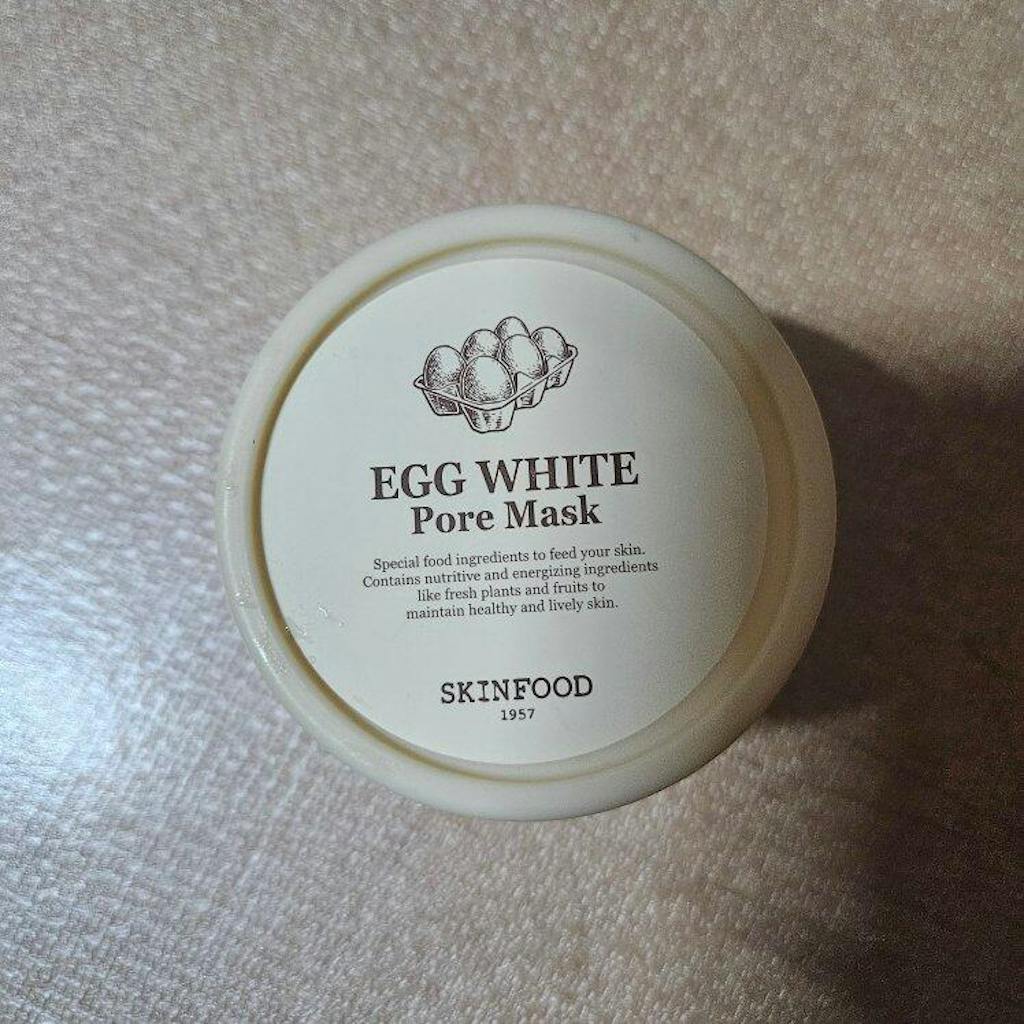 EGG WHITE
Pore Mask
Special food ingredients to feed your skin.
Contains nutritive and energizing ingredients
like fresh plants and fruits to
maintain healthy and lively skin.
SKINFOOD
1957